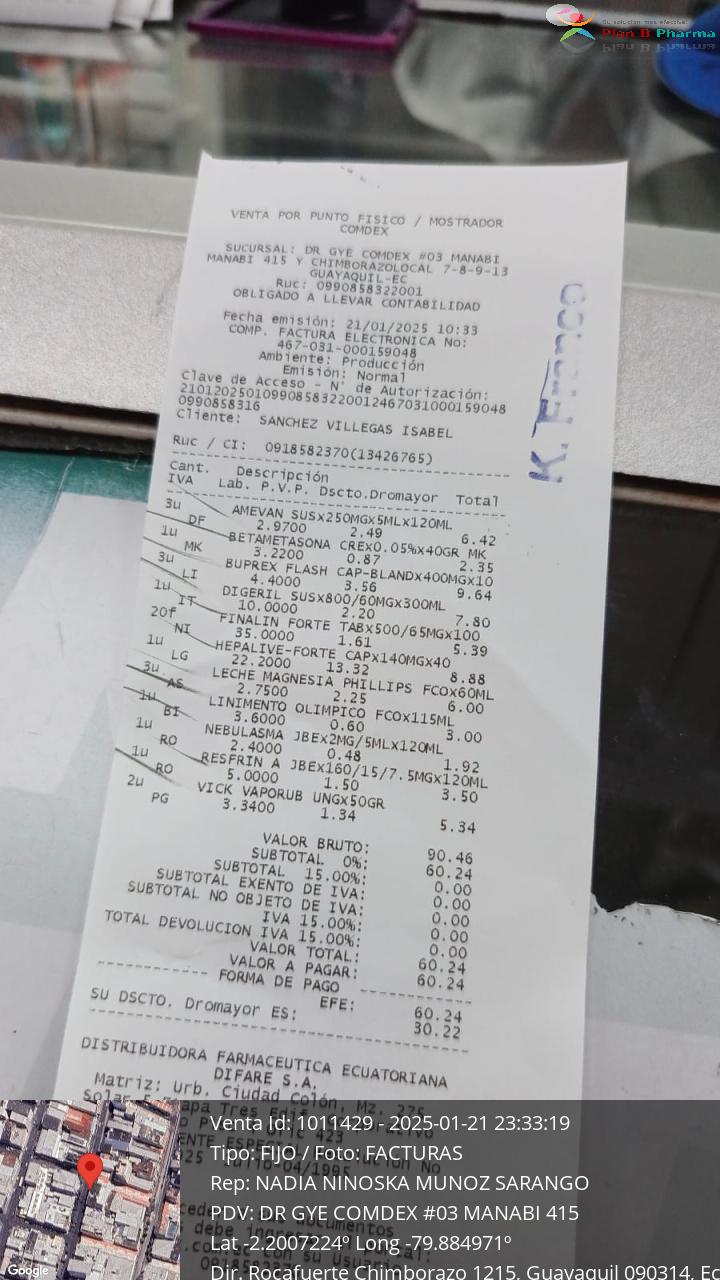 Su solucion mas efectiva
Plan B Pharma
VENTA POR PUNTO FISICO / MOSTRADOR
COMDEX
SUCURSAL: DR GYE COMDEX #03 MANABI
MANABI 415 Y CHIMBORAZOLOCAL 7-8-9-13
GUAYAQUIL-EC
Ruc: 0990858322001
OBLIGADO A LLEVAR CONTABILIDAD
Fecha emisión: 21/01/2025 10:33
COMP. FACTURA ELECTRONICA No:
467-031-000159048
Ambiente: Producción
Emisión: Normal
Clave de Acceso - N° de Autorización:
210120250109908583220012467031000159048
0990858316
Cliente: SANCHEZ VILLEGAS ISABEL
Ruc / CI: 0918582370(13426765)
K. Franco
Cant. Descripción
IVA Lab. P.V.P. Dscto.Dromayor Total
3u AMEVAN SUSx250MGx5MLx120ML
DF 2.9700 2.49 6.42
1u BETAMETASONA CREx0.05%x40GR MK
MK 3.2200 0.87 2.35
3u BUPREX FLASH CAP-BLANDx400MGx10
LI 4.4000 3.56 9.64
1u DIGERIL SUSx800/60MGx300ML
IT 10.0000 2.20 7.80
20f FINALIN FORTE TABx500/65MGx100
NI 35.0000 1.61 5.39
1u HEPALIVE-FORTE CAPx140MGx40
LG 22.2000 13.32 8.88
3u LECHE MAGNESIA PHILLIPS FCOx60ML
AS 2.7500 2.25 6.00
1u LINIMENTO OLIMPICO FCOx115ML
BI 3.6000 0.60 3.00
1u NEBULASMA JBEx2MG/5MLx120ML
RO 2.4000 0.48 1.92
1u RESFRIN A JBEx160/15/7.5MGx120ML
RO 5.0000 1.50 3.50
2u VICK VAPORUB UNGx50GR
PG 3.3400 1.34 5.34
VALOR BRUTO: 90.46
SUBTOTAL 0%: 60.24
SUBTOTAL 15.00%: 0.00
SUBTOTAL EXENTO DE IVA: 0.00
SUBTOTAL NO OBJETO DE IVA: 0.00
IVA 15.00%: 0.00
TOTAL DEVOLUCION IVA 15.00%: 0.00
VALOR TOTAL: 60.24
VALOR A PAGAR: 60.24
FORMA DE PAGO
EFE: 60.24
SU DSCTO. Dromayor ES: 30.22
DISTRIBUIDORA FARMACEUTICA ECUATORIANA
DIFARE S.A.
Matriz: Urb. Ciudad Colón, Mz. 275
Venta Id: 1011429 - 2025-01-21 23:33:19
Tipo: FIJO / Foto: FACTURAS
Rep: NADIA NINOSKA MUNOZ SARANGO
PDV: DR GYE COMDEX #03 MANABI 415
Lat -2.2007224º Long -79.884971º
Dir. Rocafuerte Chimborazo 1215, Guayaquil 090314, Ec
Google